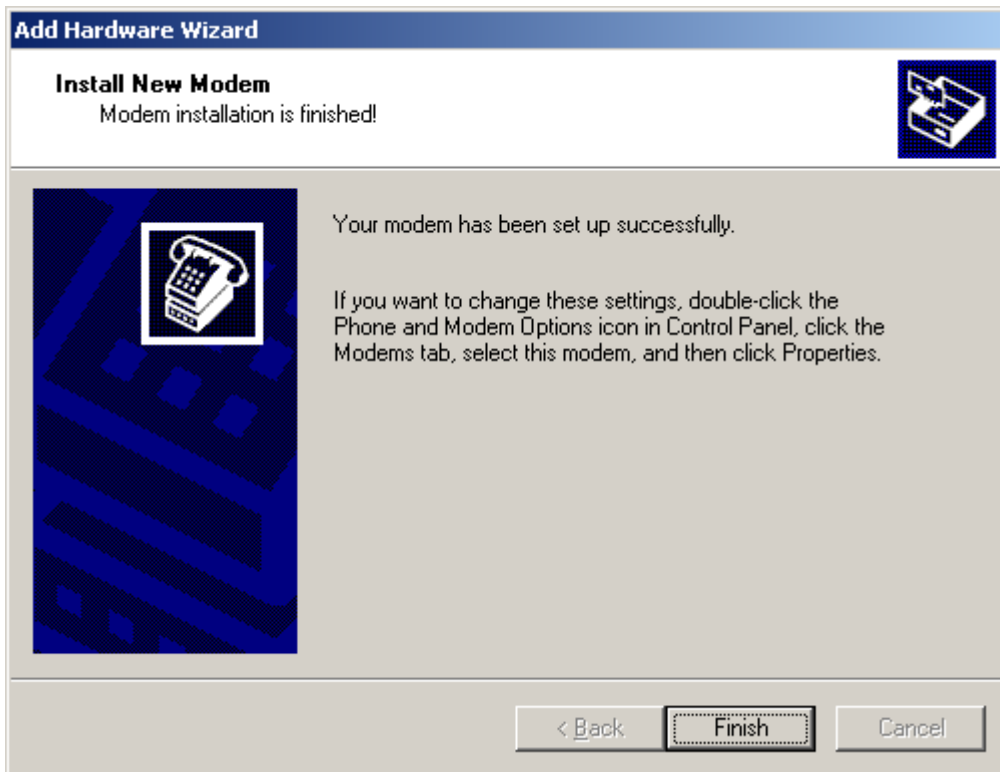 Add Hardware Wizard
Install New Modem
Modem installation is finished!
Your modem has been set up successfully.
If you want to change these settings, double-click the
Phone and Modem Options icon in Control Panel, click the
Modems tab, select this modem, and then click Properties.
< Back
Finish
Cancel